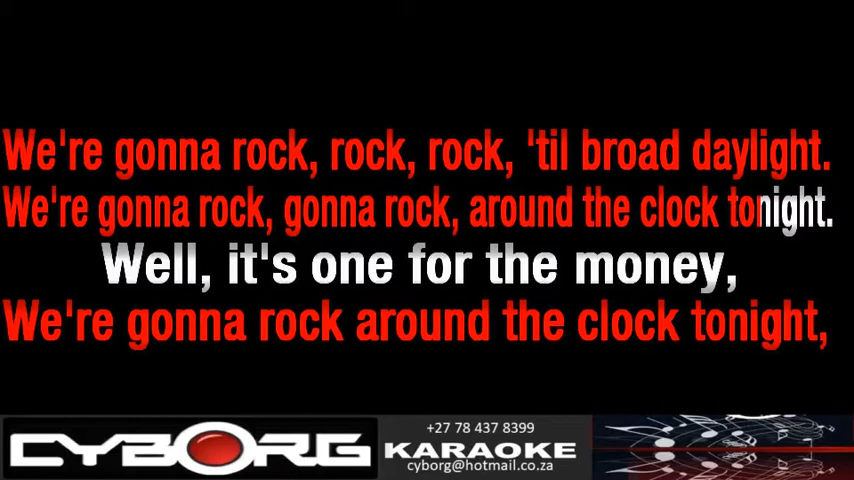 We're gonna rock, rock, rock, 'til broad daylight.
We're gonna rock, gonna rock, around the clock tonight.
Well, it's one for the money,
We're gonna rock around the clock tonight,
CYBORG
+27 78 437 8399
KARAOKE
cyborg@hotmail.co.za